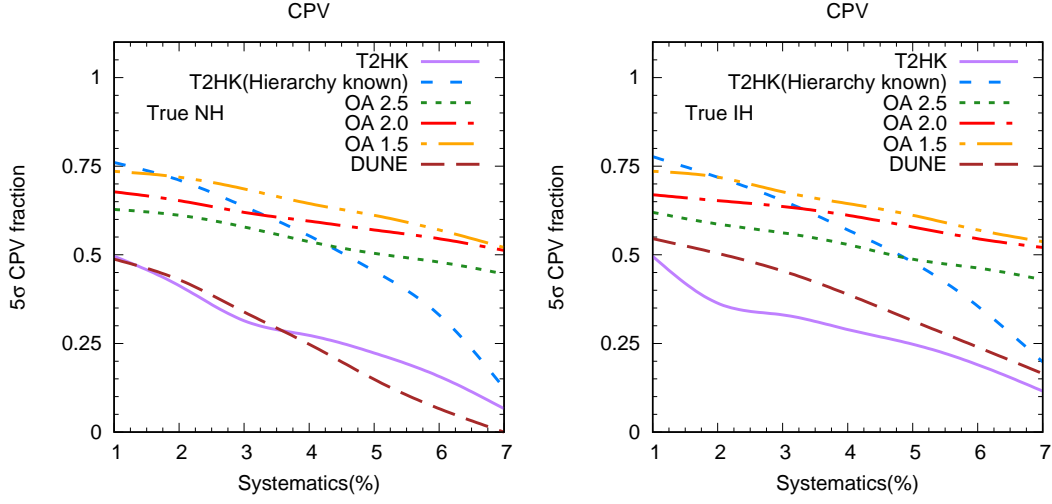 CPV
5σ CPV fraction
1
0.75
0.5
0.25
0
True NH
T2HK
T2HK(Hierarchy known)
OA 2.5
OA 2.0
OA 1.5
DUNE
1 2 3 4 5 6 7
Systematics(%)
CPV
5σ CPV fraction
1
0.75
0.5
0.25
0
True IH
T2HK
T2HK(Hierarchy known)
OA 2.5
OA 2.0
OA 1.5
DUNE
1 2 3 4 5 6 7
Systematics(%)